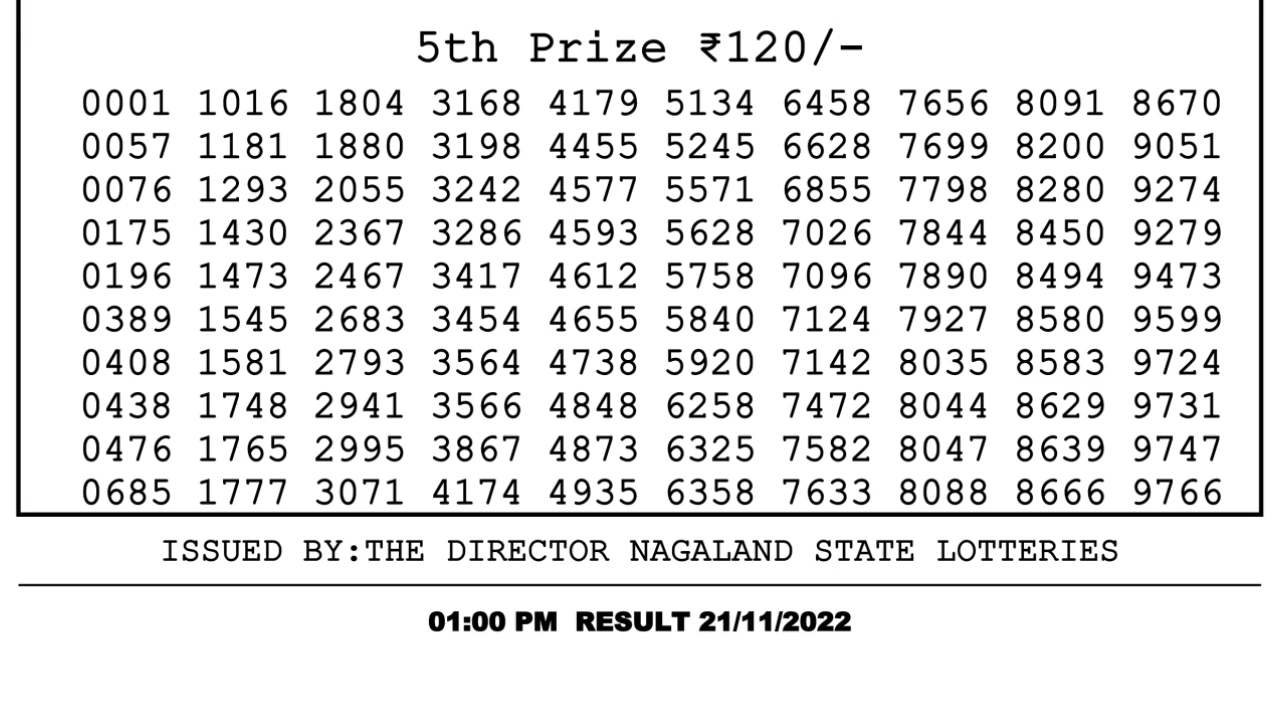 5th Prize ₹120/-
0001 1016 1804 3168 4179 5134 6458 7656 8091 8670
0057 1181 1880 3198 4455 5245 6628 7699 8200 9051
0076 1293 2055 3242 4577 5571 6855 7798 8280 9274
0175 1430 2367 3286 4593 5628 7026 7844 8450 9279
0196 1473 2467 3417 4612 5758 7096 7890 8494 9473
0389 1545 2683 3454 4655 5840 7124 7927 8580 9599
0408 1581 2793 3564 4738 5920 7142 8035 8583 9724
0438 1748 2941 3566 4848 6258 7472 8044 8629 9731
0476 1765 2995 3867 4873 6325 7582 8047 8639 9747
0685 1777 3071 4174 4935 6358 7633 8088 8666 9766
ISSUED BY:THE DIRECTOR NAGALAND STATE LOTTERIES
01:00 PM RESULT 21/11/2022